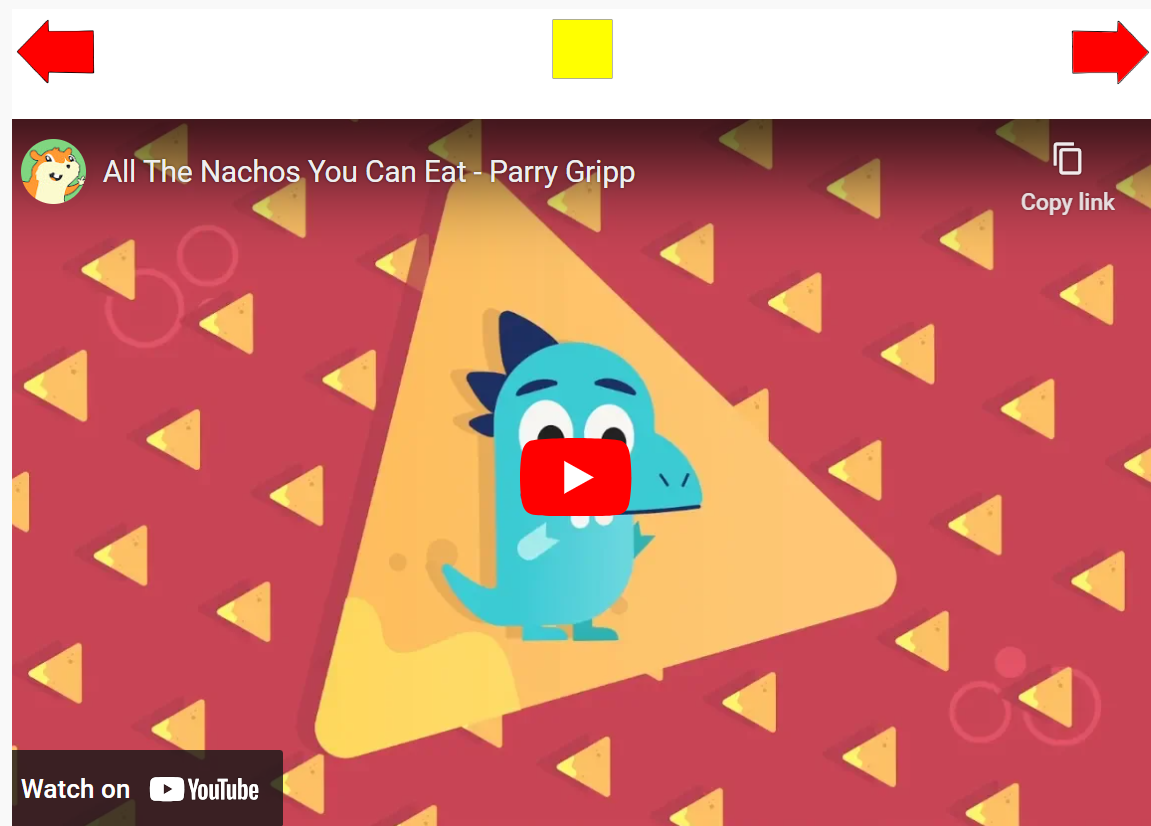 All The Nachos You Can Eat - Parry Gripp
Copy link
Watch on YouTube